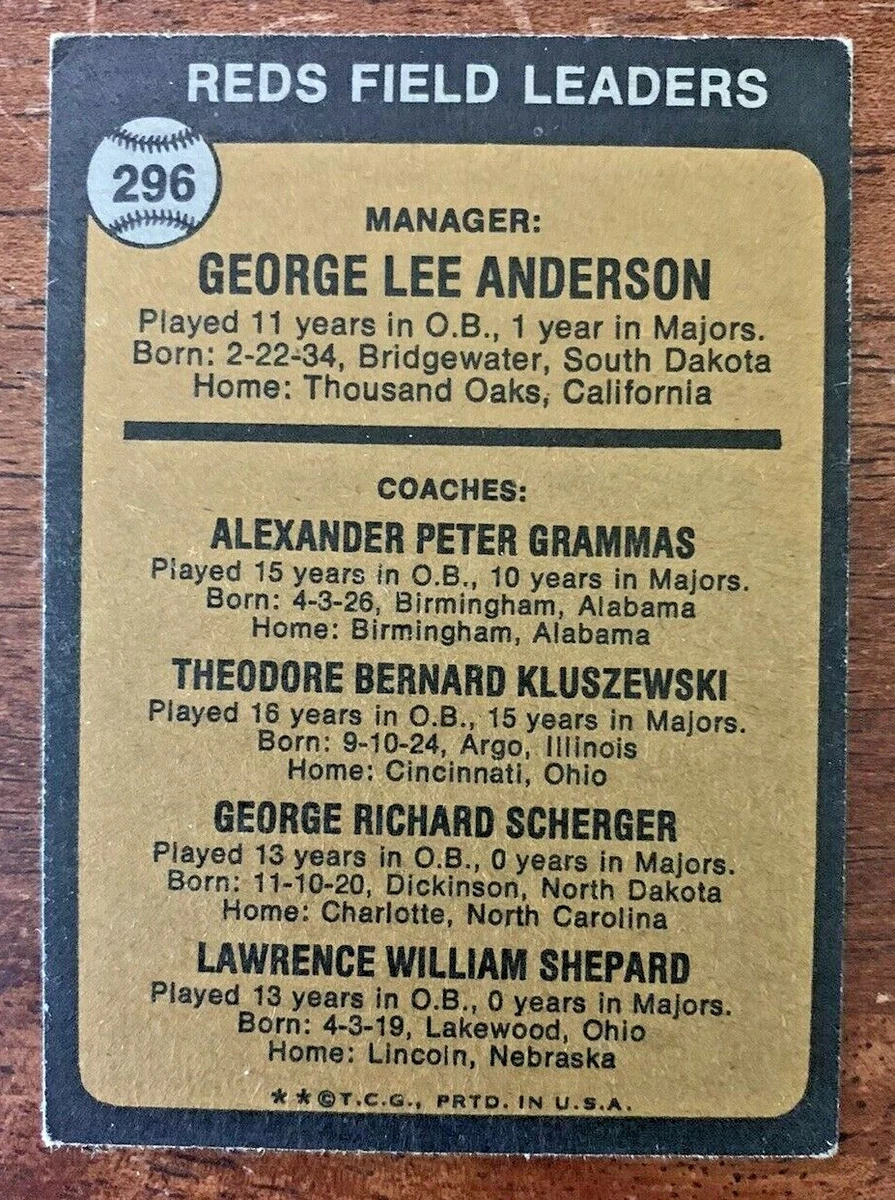 REDS FIELD LEADERS
296
MANAGER:
GEORGE LEE ANDERSON
Played 11 years in O.B., 1 year in Majors.
Born: 2-22-34, Bridgewater, South Dakota
Home: Thousand Oaks, California
COACHES:
ALEXANDER PETER GRAMMAS
Played 15 years in O.B., 10 years in Majors.
Born: 4-3-26, Birmingham, Alabama
Home: Birmingham, Alabama
THEODORE BERNARD KLUSZEWSKI
Played 16 years in O.B., 15 years in Majors.
Born: 9-10-24, Argo, Illinois
Home: Cincinnati, Ohio
GEORGE RICHARD SCHERGER
Played 13 years in O.B., 0 years in Majors.
Born: 11-10-20, Dickinson, North Dakota
Home: Charlotte, North Carolina
LAWRENCE WILLIAM SHEPARD
Played 13 years in O.B., 0 years in Majors.
Born: 4-3-19, Lakewood, Ohio
Home: Lincoln, Nebraska
**©T.C.G., PRTD. IN U.S.A.